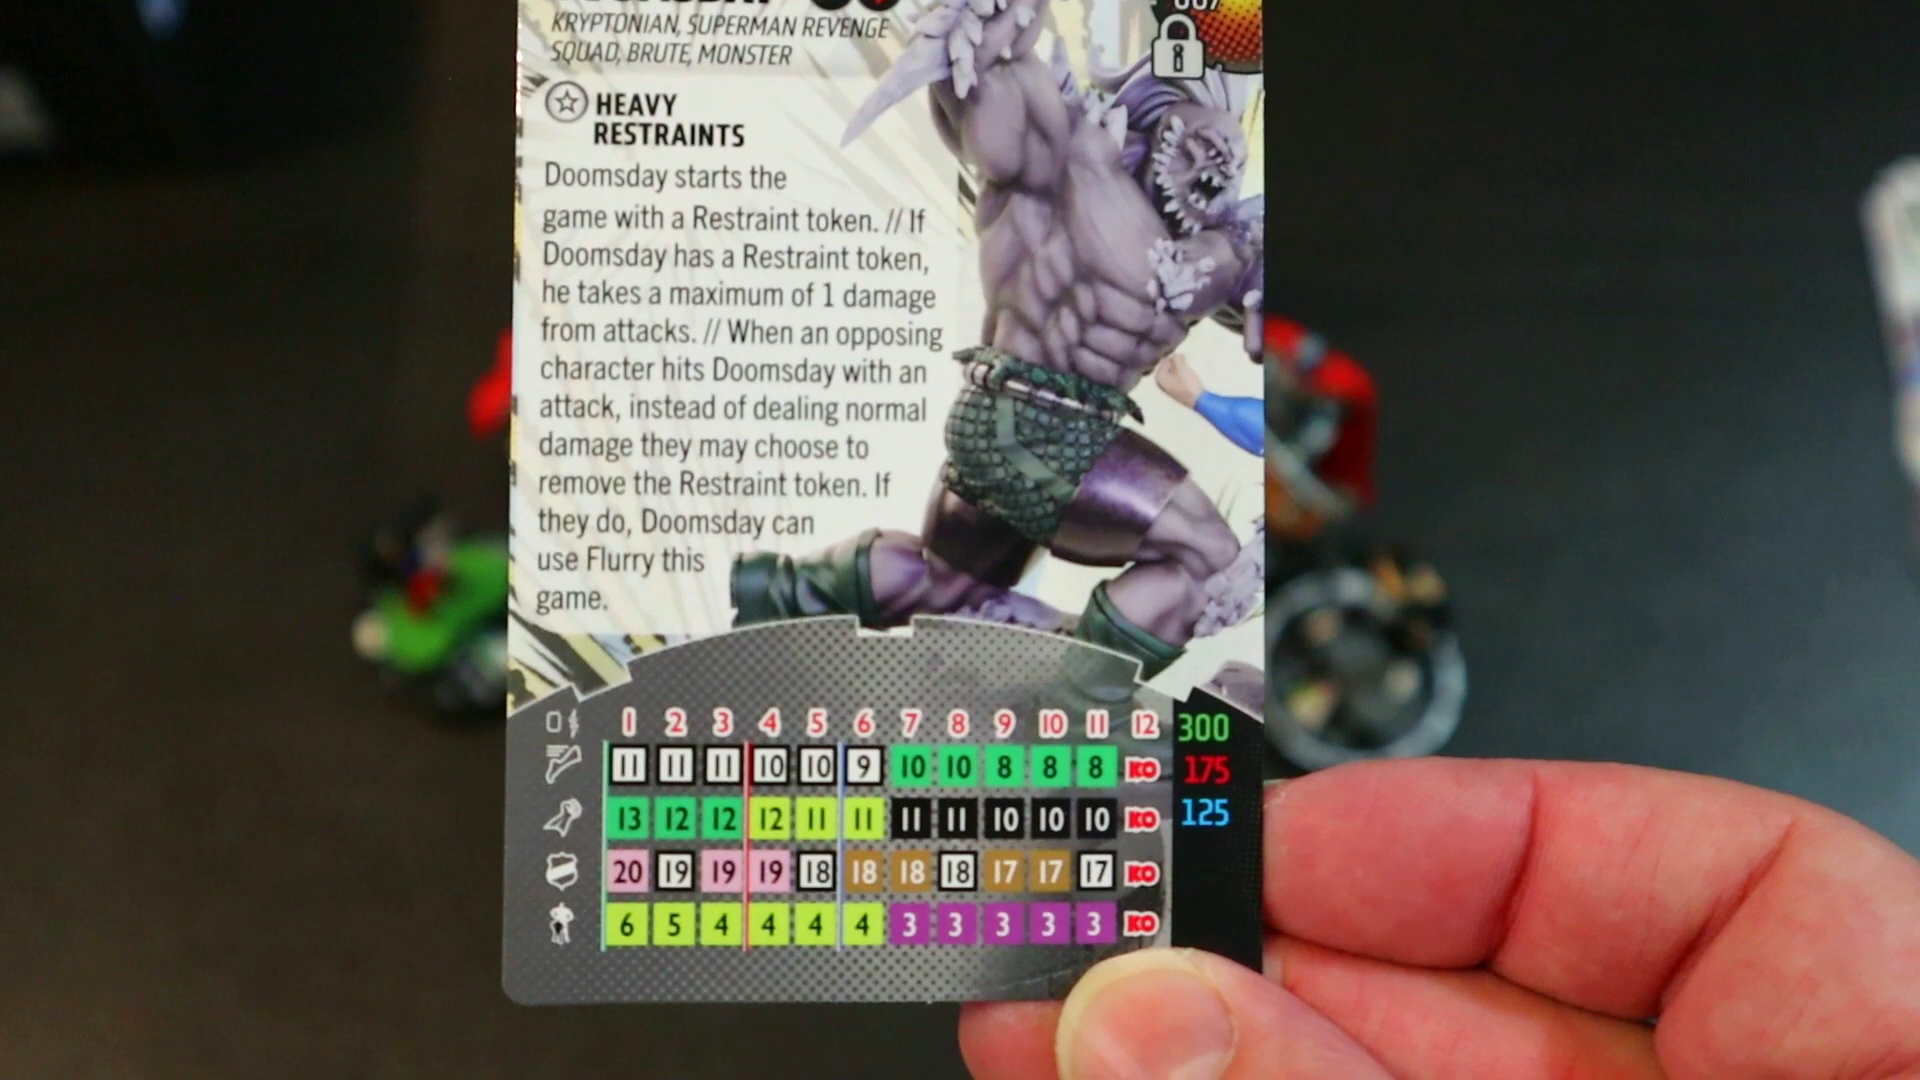 KRYPTONIAN, SUPERMAN REVENGE
SQUAD, BRUTE, MONSTER
HEAVY
RESTRAINTS
Doomsday starts the
game with a Restraint token. // If
Doomsday has a Restraint token,
he takes a maximum of 1 damage
from attacks. // When an opposing
character hits Doomsday with an
attack, instead of dealing normal
damage they may choose to
remove the Restraint token. If
they do, Doomsday can
use Flurry this
game.
1 2 3 4 5 6 7 8 9 10 11 12 300
11 11 11 10 10 9 10 10 8 8 8 KO 175
13 12 12 12 11 11 11 11 10 10 10 KO 125
20 19 19 19 18 18 18 18 17 17 17 KO
6 5 4 4 4 4 3 3 3 3 3 KO